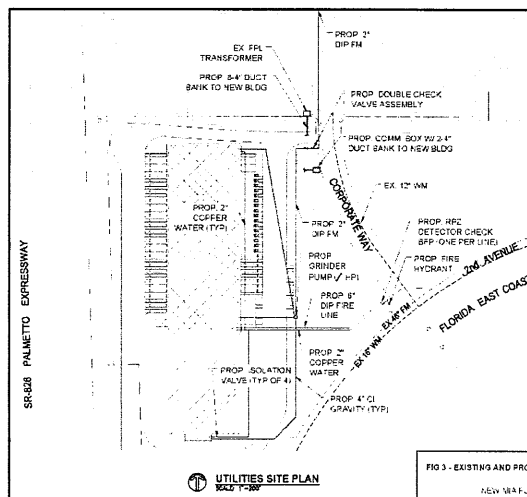 PROP. 2"
DIP FM
EX. FPL
TRANSFORMER
PROP. 8-4" DUCT
BANK TO NEW BLDG
PROP. DOUBLE CHECK
VALVE ASSEMBLY
PROP. COMM. BOX W/ 2-4"
DUCT BANK TO NEW BLDG
CORPORATE WAY
EX. 12" WM
PROP. 2"
COPPER
WATER (TYP)
PROP. 2"
DIP FM
PROP. RPZ
DETECTOR CHECK
BFP (ONE PER LINE)
PROP. FIRE
HYDRANT
PROP
GRINDER
PUMP
2ND AVENUE
FLORIDA EAST COAST
EX 48" FM
EX 16" WM
PROP 6"
DIP FIRE
LINE
PROP. 2"
COPPER
WATER
PROP. ISOLATION
VALVE (TYP OF 4)
PROP. 4" CI
GRAVITY (TYP)
SR-826 PALMETTO EXPRESSWAY
UTILITIES SITE PLAN
SCALE: 1"=200'
FIG 3 - EXISTING AND PRO
NEW MIA F